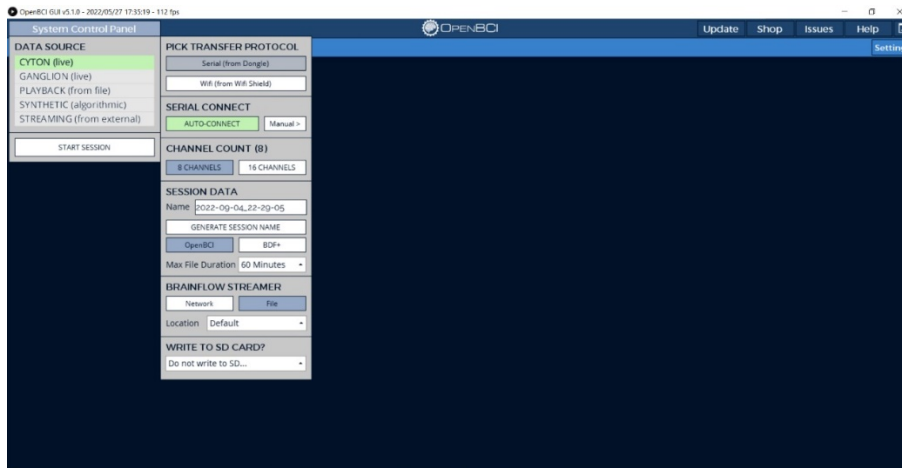 OpenBCI GUI v5.1.0 - 2022/05/27 17:35:19 - 112 fps
System Control Panel
OPENBCI
Update Shop Issues Help
DATA SOURCE
CYTON (live)
GANGLION (live)
PLAYBACK (from file)
SYNTHETIC (algorithmic)
STREAMING (from external)
START SESSION
PICK TRANSFER PROTOCOL
Serial (from Dongle)
Wifi (from Wifi Shield)
SERIAL CONNECT
AUTO-CONNECT Manual >
CHANNEL COUNT (8)
8 CHANNELS 16 CHANNELS
SESSION DATA
Name 2022-09-04_22-29-05
GENERATE SESSION NAME
OpenBCI BDF+
Max File Duration 60 Minutes
BRAINFLOW STREAMER
Network File
Location Default
WRITE TO SD CARD?
Do not write to SD...
Setting